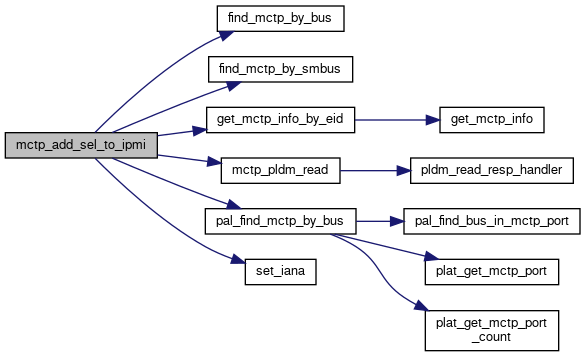 find_mctp_by_bus
find_mctp_by_smbus
mctp_add_sel_to_ipmi
get_mctp_info_by_eid
get_mctp_info
mctp_pldm_read
pldm_read_resp_handler
pal_find_mctp_by_bus
pal_find_bus_in_mctp_port
set_iana
plat_get_mctp_port
plat_get_mctp_port
_count